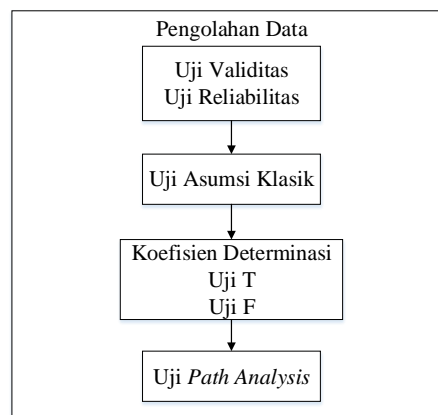 Pengolahan Data
Uji Validitas
Uji Reliabilitas
Uji Asumsi Klasik
Koefisien Determinasi
Uji T
Uji F
Uji Path Analysis